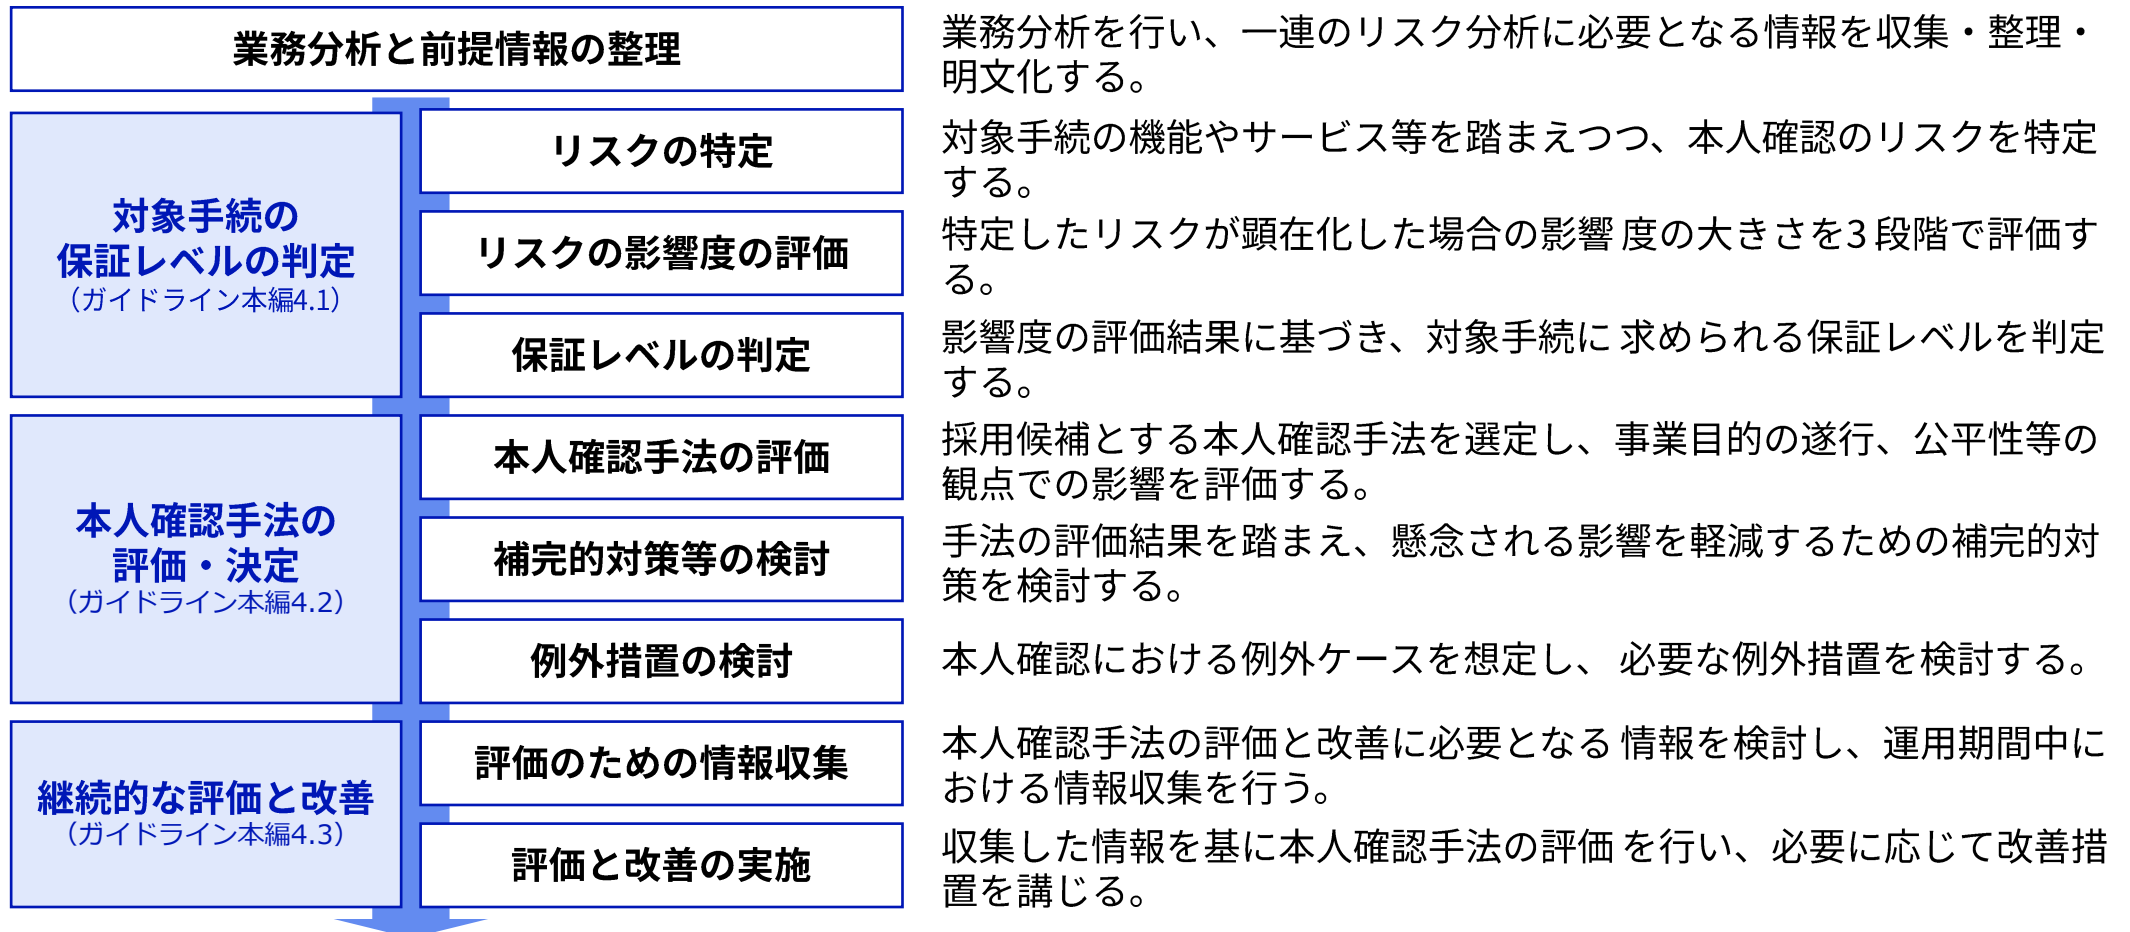 業務分析と前提情報の整理
業務分析を行い、一連のリスク分析に必要となる情報を収集・整理・
明文化する。
対象手続の
保証レベルの判定
（ガイドライン本編4.1）
リスクの特定
対象手続の機能やサービス等を踏まえつつ、本人確認のリスクを特定
する。
リスクの影響度の評価
特定したリスクが顕在化した場合の影響度の大きさを3段階で評価す
る。
保証レベルの判定
影響度の評価結果に基づき、対象手続に求められる保証レベルを判定
する。
本人確認手法の
評価・決定
（ガイドライン本編4.2）
本人確認手法の評価
採用候補とする本人確認手法を選定し、事業目的の遂行、公平性等の
観点での影響を評価する。
補完的対策等の検討
手法の評価結果を踏まえ、懸念される影響を軽減するための補完的対
策を検討する。
例外措置の検討
本人確認における例外ケースを想定し、必要な例外措置を検討する。
継続的な評価と改善
（ガイドライン本編4.3）
評価のための情報収集
本人確認手法の評価と改善に必要となる情報を検討し、運用期間中に
おける情報収集を行う。
評価と改善の実施
収集した情報を基に本人確認手法の評価を行い、必要に応じて改善措
置を講じる。